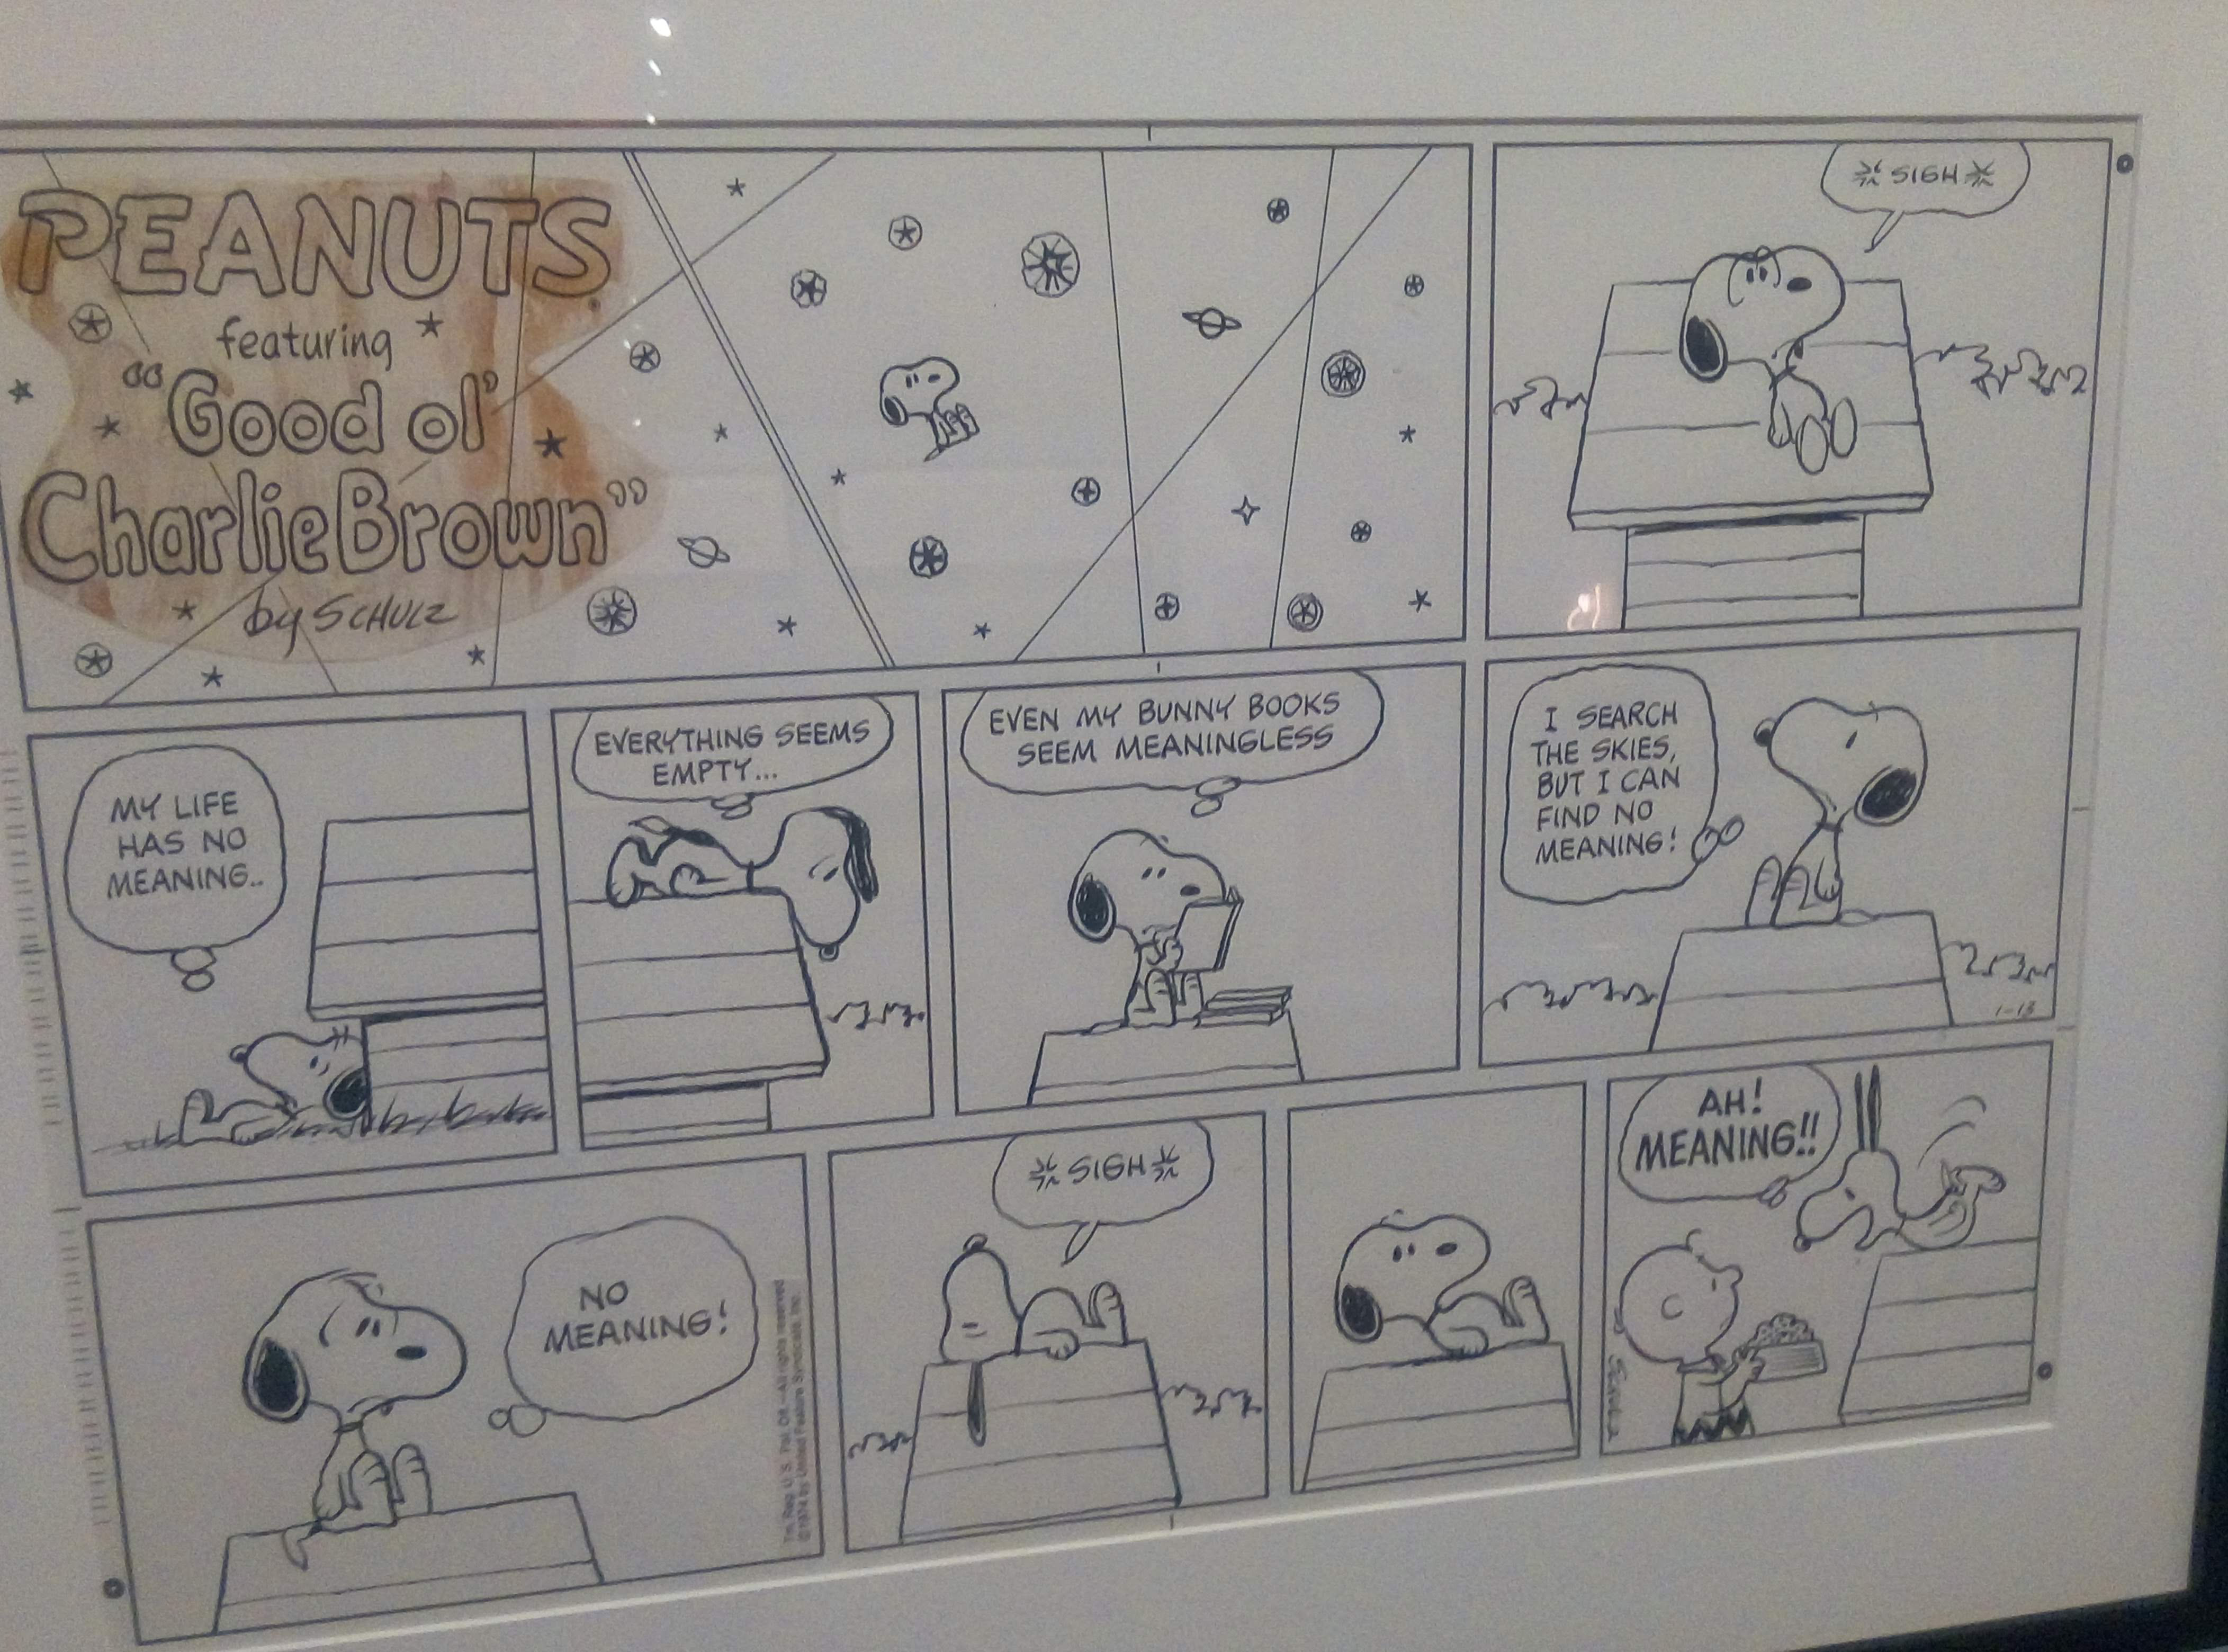 PEANUTS®
featuring
"Good ol'
Charlie Brown"
by SCHULZ
*SIGH*
MY LIFE
HAS NO
MEANING..
EVERYTHING SEEMS
EMPTY...
EVEN MY BUNNY BOOKS
SEEM MEANINGLESS
I SEARCH
THE SKIES,
BUT I CAN
FIND NO
MEANING!
1-13
NO
MEANING!
Tm. Reg. U. S. Pat. Off.—All rights reserved
©1974 by United Feature Syndicate, Inc.
*SIGH*
AH!
MEANING!!
SCHULZ